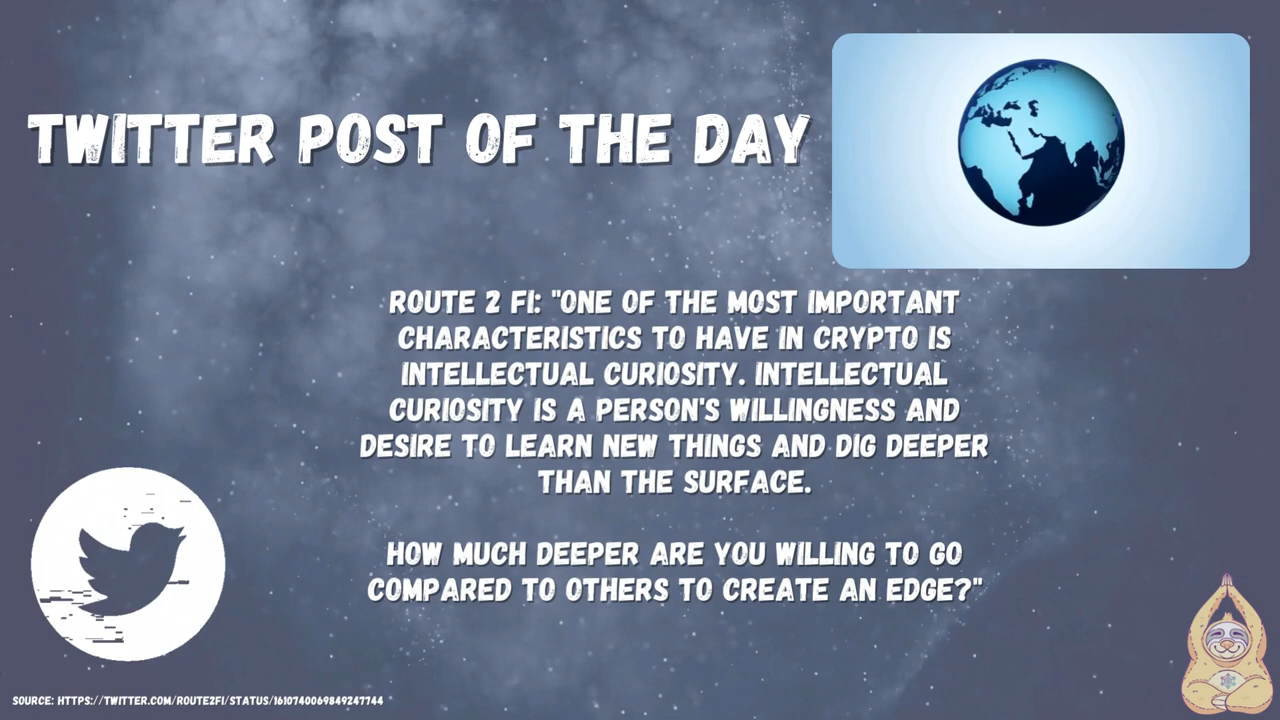 TWITTER POST OF THE DAY
ROUTE 2 FI: "ONE OF THE MOST IMPORTANT
CHARACTERISTICS TO HAVE IN CRYPTO IS
INTELLECTUAL CURIOSITY. INTELLECTUAL
CURIOSITY IS A PERSON'S WILLINGNESS AND
DESIRE TO LEARN NEW THINGS AND DIG DEEPER
THAN THE SURFACE.
HOW MUCH DEEPER ARE YOU WILLING TO GO
COMPARED TO OTHERS TO CREATE AN EDGE?"
SOURCE: HTTPS://TWITTER.COM/ROUTE2FI/STATUS/1610740069849247744